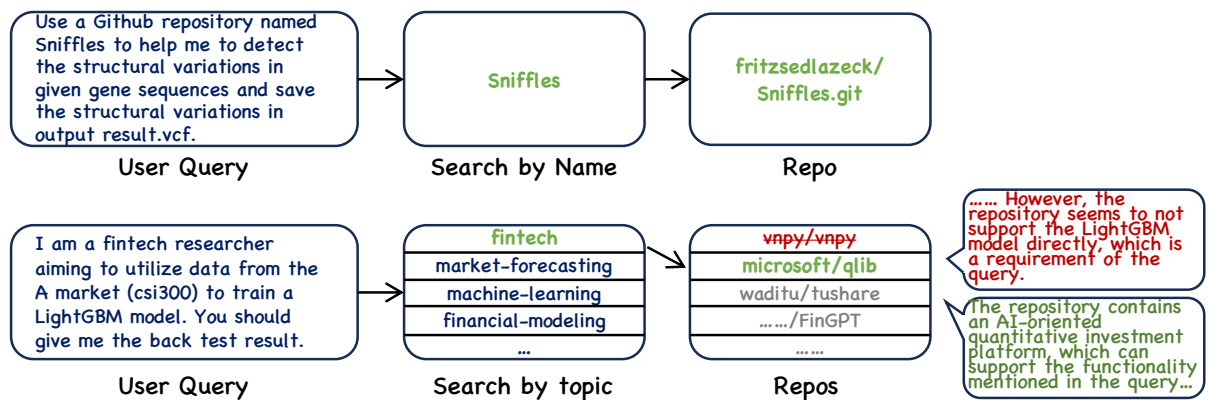 Use a Github repository named
Sniffles to help me to detect
the structural variations in
given gene sequences and save
the structural variations in
output result.vcf.
User Query
Sniffles
Search by Name
fritzsedlazeck/
Sniffles.git
Repo
I am a fintech researcher
aiming to utilize data from the
A market (csi300) to train a
LightGBM model. You should
give me the back test result.
User Query
fintech
market-forecasting
machine-learning
financial-modeling
...
Search by topic
vnpy/vnpy
microsoft/qlib
waditu/tushare
....../FinGPT
......
Repos
...... However, the
repository seems to not
support the LightGBM
model directly, which is
a requirement of the
query.
The repository contains
an AI-oriented
quantitative investment
platform, which can
support the functionality
mentioned in the query...